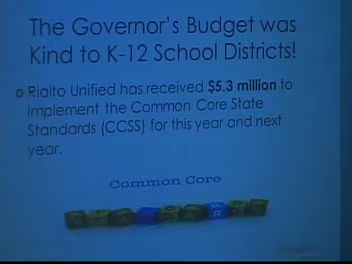 The Governor's Budget was
Kind to K-12 School Districts!
Rialto Unified has received $5.3 million to
implement the Common Core State
Standards (CCSS) for this year and next
year.
Common Core